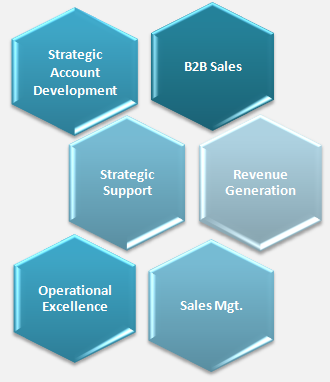 Strategic
Account
Development
B2B Sales
Strategic
Support
Revenue
Generation
Operational
Excellence
Sales Mgt.